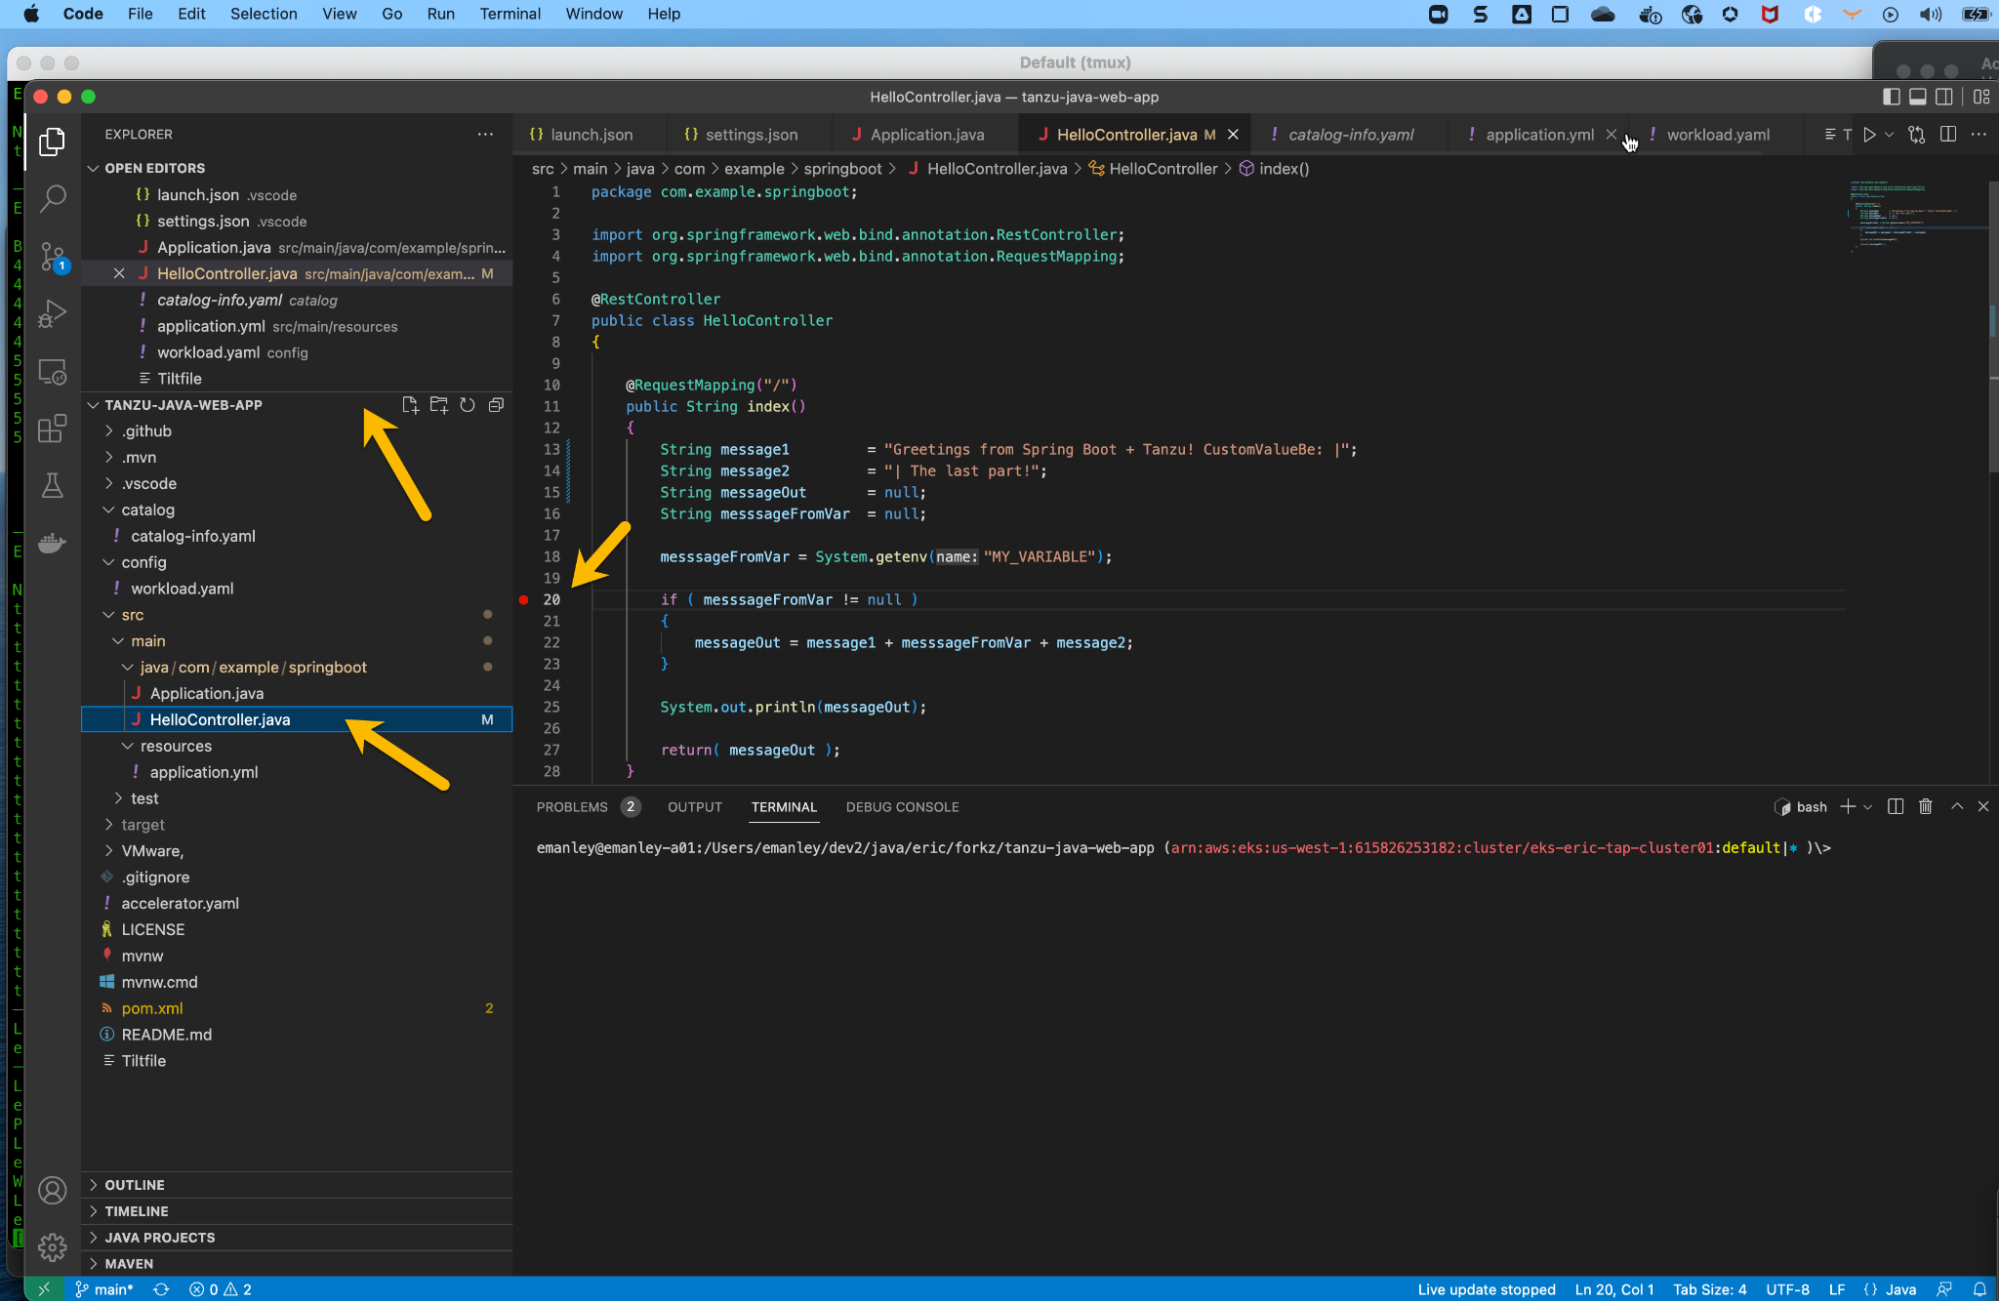 Code File Edit Selection View Go Run Terminal Window Help
Default (tmux)
HelloController.java — tanzu-java-web-app
EXPLORER
launch.json settings.json Application.java HelloController.java M catalog-info.yaml application.yml workload.yaml
src > main > java > com > example > springboot > HelloController.java > HelloController > index()
OPEN EDITORS
launch.json .vscode
settings.json .vscode
Application.java src/main/java/com/example/sprin...
HelloController.java src/main/java/com/exam... M
catalog-info.yaml catalog
application.yml src/main/resources
workload.yaml config
Tiltfile
TANZU-JAVA-WEB-APP
.github
.mvn
.vscode
catalog
catalog-info.yaml
config
workload.yaml
src
main
java/com/example/springboot
Application.java
HelloController.java M
resources
application.yml
test
target
VMware,
.gitignore
accelerator.yaml
LICENSE
mvnw
mvnw.cmd
pom.xml 2
README.md
Tiltfile
OUTLINE
TIMELINE
JAVA PROJECTS
MAVEN
1 package com.example.springboot;
2
3 import org.springframework.web.bind.annotation.RestController;
4 import org.springframework.web.bind.annotation.RequestMapping;
5
6 @RestController
7 public class HelloController
8 {
9
10 @RequestMapping("/")
11 public String index()
12 {
13 String message1 = "Greetings from Spring Boot + Tanzu! CustomValueBe: |";
14 String message2 = "| The last part!";
15 String messageOut = null;
16 String messsageFromVar = null;
17
18 messsageFromVar = System.getenv(name: "MY_VARIABLE");
19
20 if ( messsageFromVar != null )
21 {
22 messageOut = message1 + messsageFromVar + message2;
23 }
24
25 System.out.println(messageOut);
26
27 return( messageOut );
28 }
PROBLEMS 2 OUTPUT TERMINAL DEBUG CONSOLE bash
emanley@emanley-a01:/Users/emanley/dev2/java/eric/forkz/tanzu-java-web-app (arn:aws:eks:us-west-1:615826253182:cluster/eks-eric-tap-cluster01:default|* )\>
main* 0 2 Live update stopped Ln 20, Col 1 Tab Size: 4 UTF-8 LF {} Java